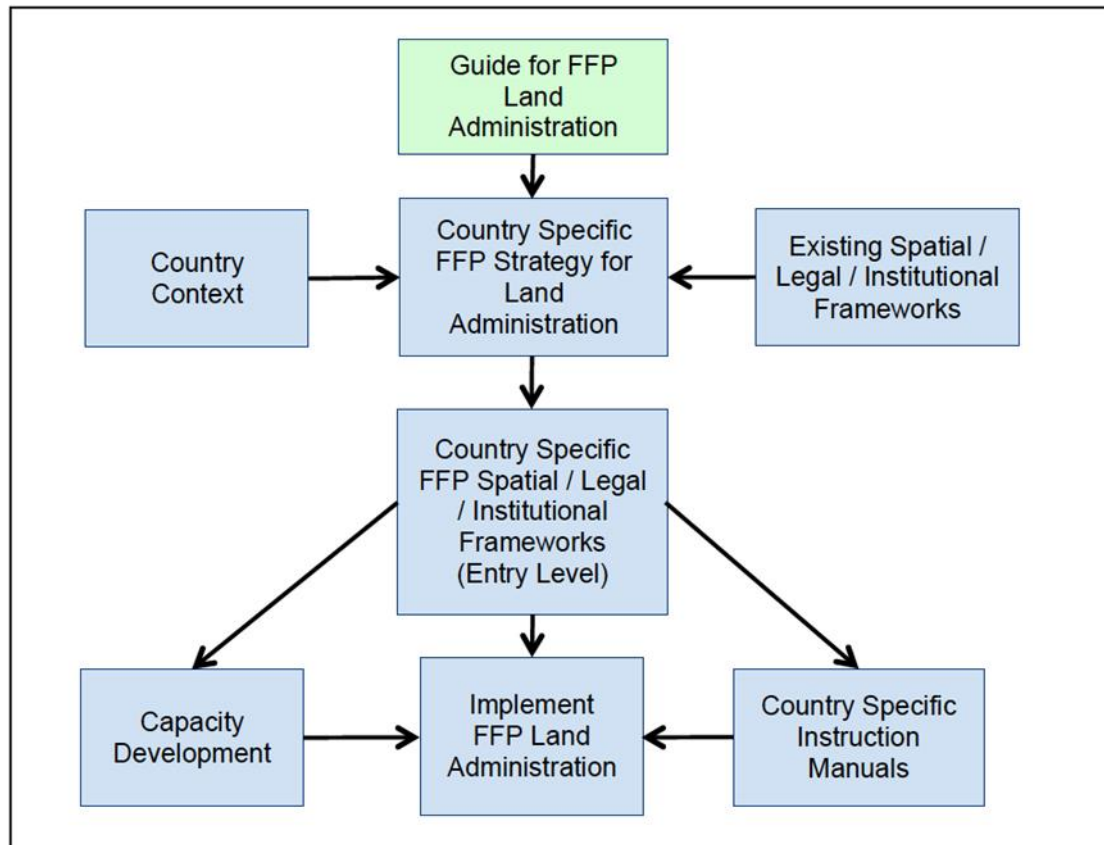 Guide for FFP
Land
Administration
Country
Context
Country Specific
FFP Strategy for
Land
Administration
Existing Spatial /
Legal / Institutional
Frameworks
Country Specific
FFP Spatial / Legal
/ Institutional
Frameworks
(Entry Level)
Capacity
Development
Implement
FFP Land
Administration
Country Specific
Instruction
Manuals